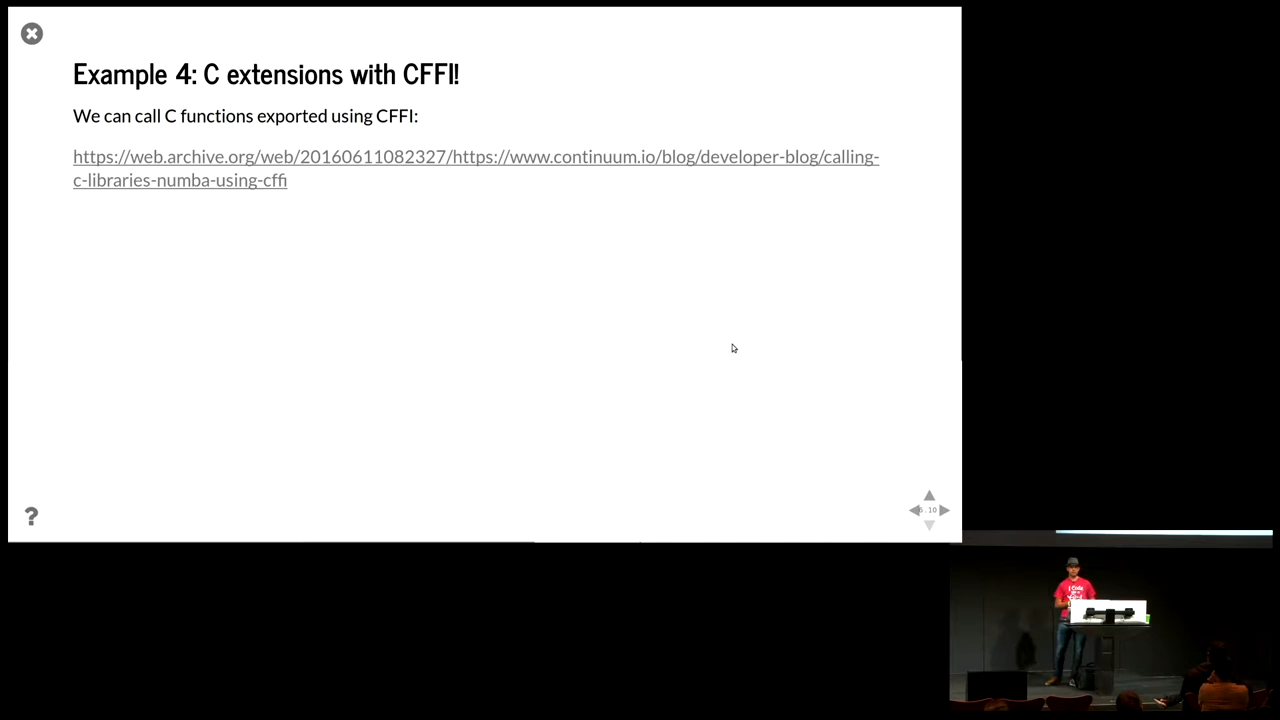 Example 4: C extensions with CFFI!
We can call C functions exported using CFFI:
https://web.archive.org/web/20160611082327/https://www.continuum.io/blog/developer-blog/calling-
c-libraries-numba-using-cffi
?
I Code